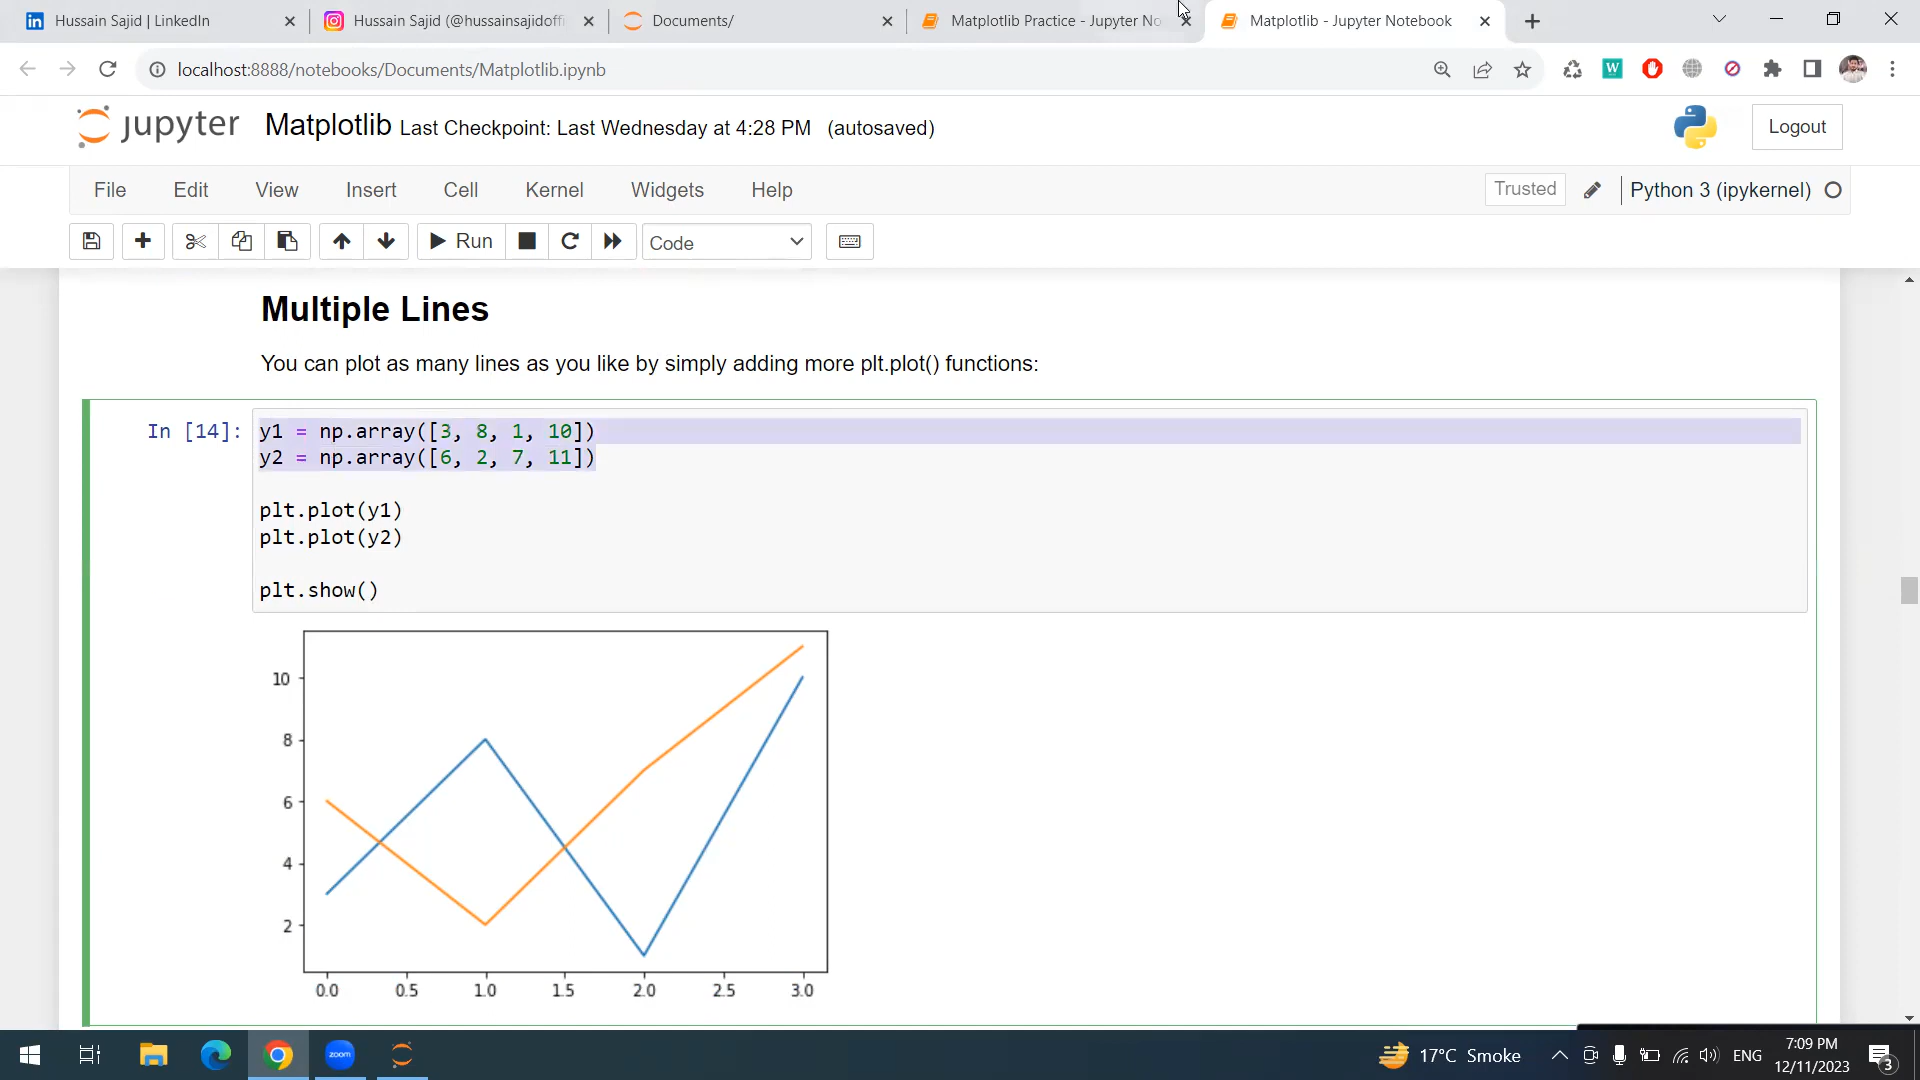 Hussain Sajid | LinkedIn
Hussain Sajid (@hussainsajidoffi
Documents/
Matplotlib Practice - Jupyter No
Matplotlib - Jupyter Notebook
localhost:8888/notebooks/Documents/Matplotlib.ipynb
jupyter Matplotlib Last Checkpoint: Last Wednesday at 4:28 PM (autosaved)
Logout
File Edit View Insert Cell Kernel Widgets Help
Trusted
Python 3 (ipykernel)
Run
Code
Multiple Lines
You can plot as many lines as you like by simply adding more plt.plot() functions:
In [14]:
y1 = np.array([3, 8, 1, 10])
y2 = np.array([6, 2, 7, 11])
plt.plot(y1)
plt.plot(y2)
plt.show()
10
8
6
4
2
0.0 0.5 1.0 1.5 2.0 2.5 3.0
zoom
17°C Smoke
ENG
7:09 PM
12/11/2023
3